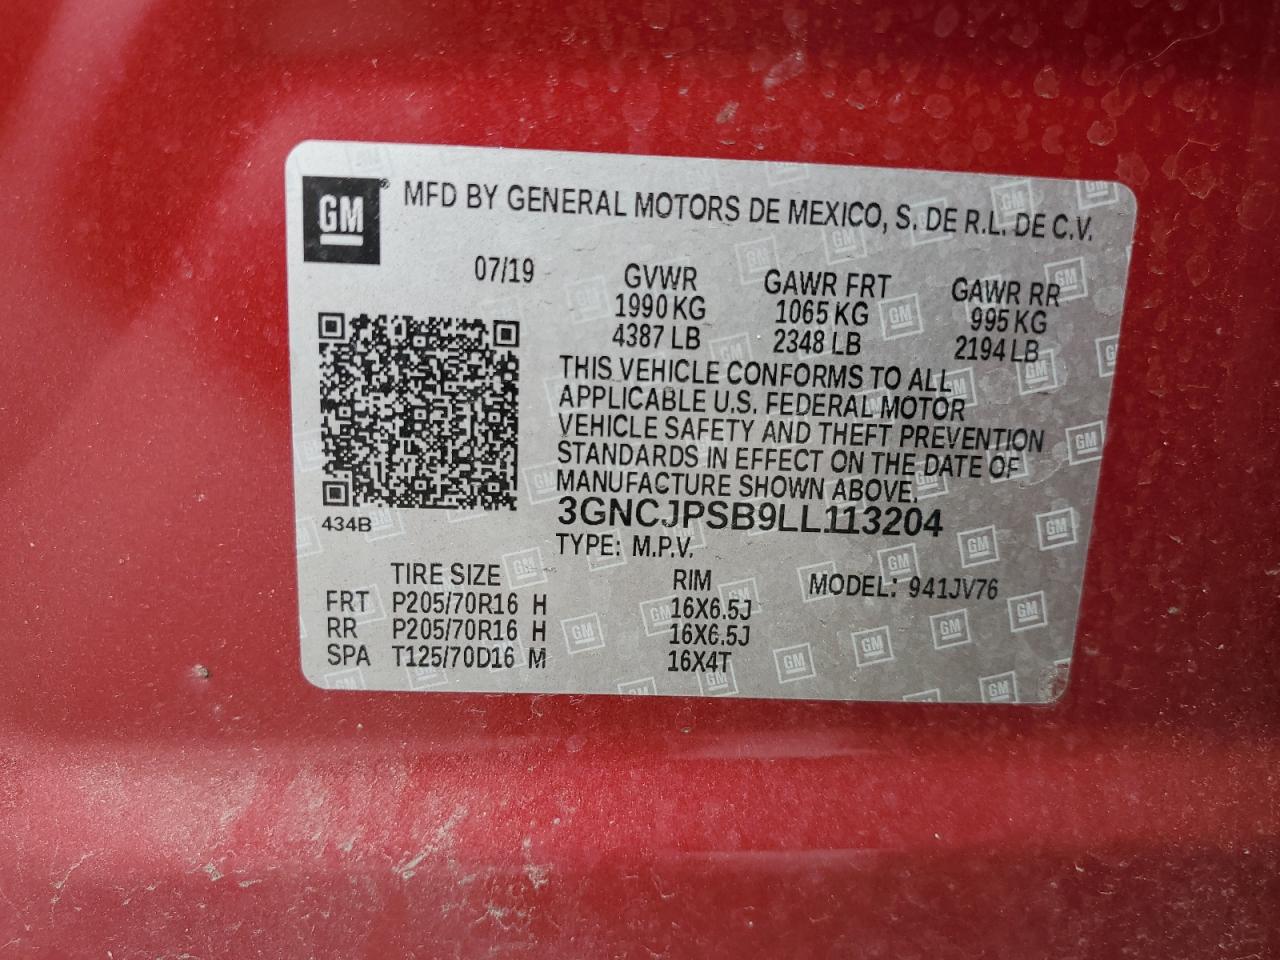 GM® MFD BY GENERAL MOTORS DE MEXICO, S. DE R.L. DE C.V.
07/19 GVWR GAWR FRT GAWR RR
1990 KG 1065 KG 995 KG
4387 LB 2348 LB 2194 LB
THIS VEHICLE CONFORMS TO ALL
APPLICABLE U.S. FEDERAL MOTOR
VEHICLE SAFETY AND THEFT PREVENTION
STANDARDS IN EFFECT ON THE DATE OF
MANUFACTURE SHOWN ABOVE.
434B 3GNCJPSB9LL113204
TYPE: M.P.V.
TIRE SIZE RIM MODEL: 941JV76
FRT P205/70R16 H 16X6.5J
RR P205/70R16 H 16X6.5J
SPA T125/70D16 M 16X4T